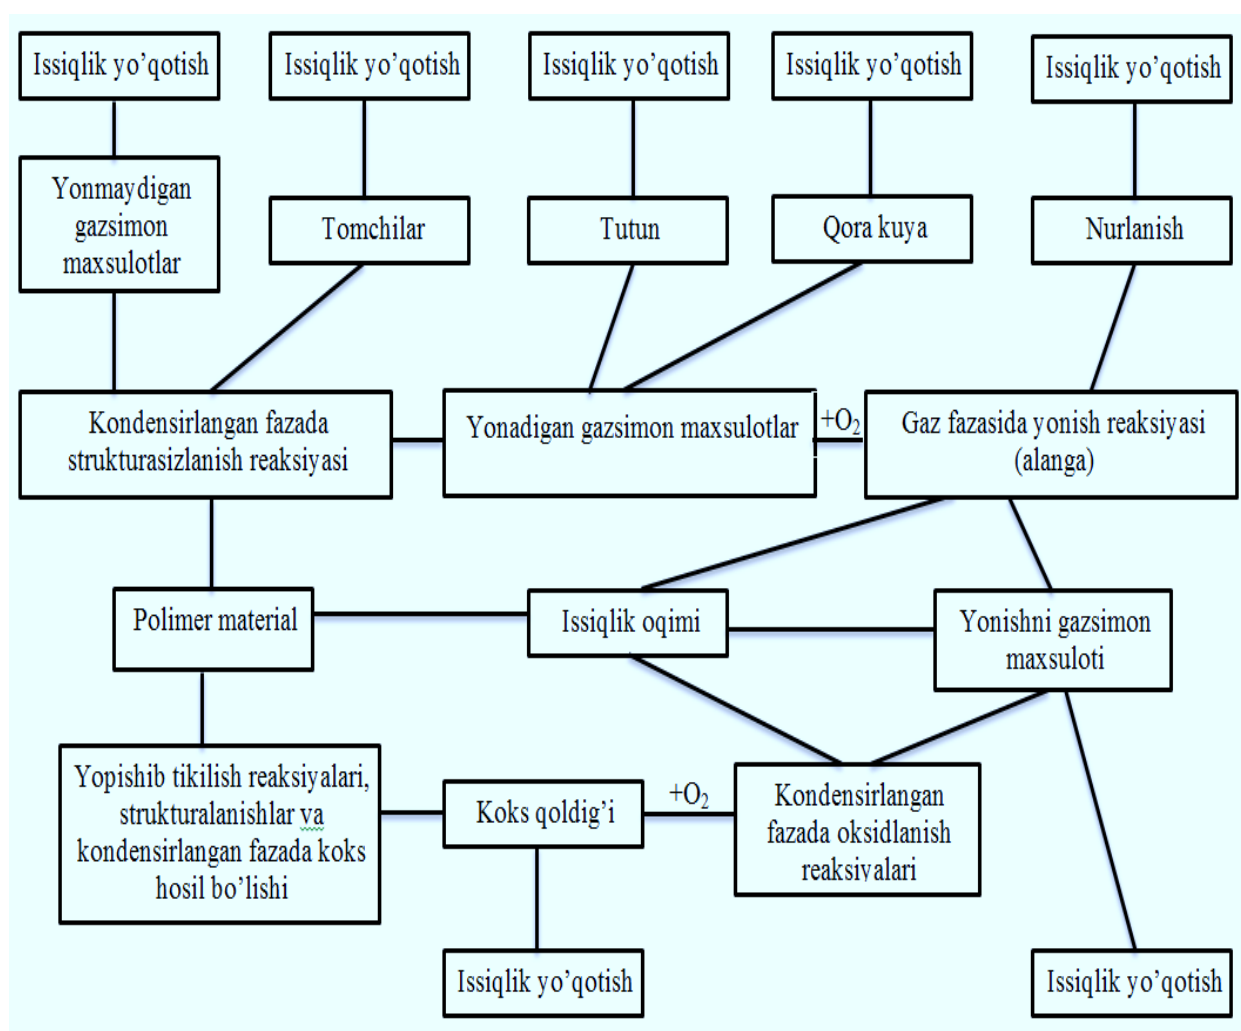 Issiqlik yo’qotish
Issiqlik yo’qotish
Issiqlik yo’qotish
Issiqlik yo’qotish
Issiqlik yo’qotish
Yonmaydigan
gazsimon
maxsulotlar
Tomchilar
Tutun
Qora kuya
Nurlanish
Kondensirlangan fazada
strukturasizlanish reaksiyasi
Yonadigan gazsimon maxsulotlar
+O₂
Gaz fazasida yonish reaksiyasi
(alanga)
Polimer material
Issiqlik oqimi
Yonishni gazsimon
maxsuloti
Yopishib tikilish reaksiyalari,
strukturalanishlar va
kondensirlangan fazada koks
hosil bo’lishi
Koks qoldig’i
+O₂
Kondensirlangan
fazada oksidlanish
reaksiyalari
Issiqlik yo’qotish
Issiqlik yo’qotish